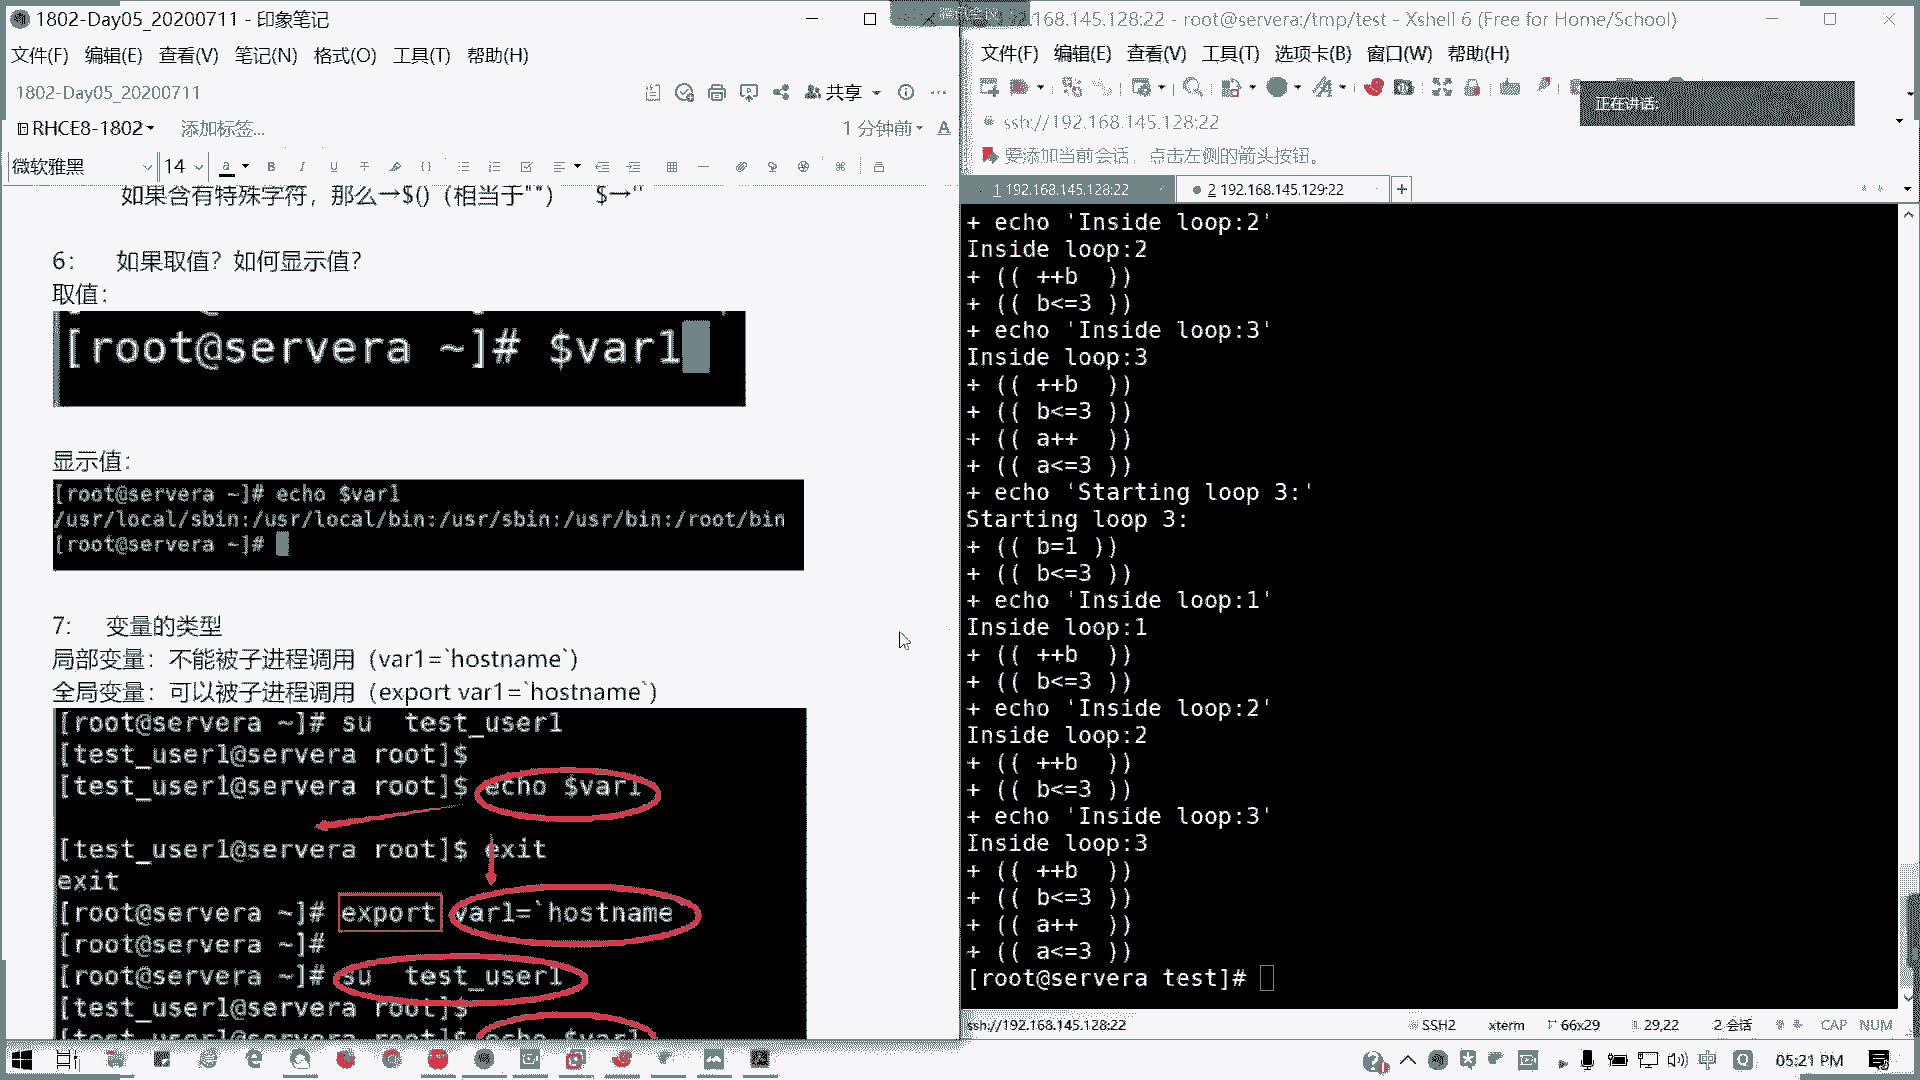 1802-Day05_20200711 - 印象笔记
文件(F) 编辑(E) 查看(V) 笔记(N) 格式(O) 工具(T) 帮助(H)
1802-Day05_20200711
共享
RHCE8-1802 添加标签...
1 分钟前
微软雅黑 14
如果含有特殊字符，那么→$()（相当于""） $→''
6： 如果取值？如何显示值？
取值：
[root@servera ~]# $var1
显示值：
[root@servera ~]# echo $var1
/usr/local/sbin:/usr/local/bin:/usr/sbin:/usr/bin:/root/bin
[root@servera ~]#
7： 变量的类型
局部变量：不能被子进程调用（var1=`hostname`）
全局变量：可以被子进程调用（export var1=`hostname`）
[root@servera ~]# su  test_user1
[test_user1@servera root]$
[test_user1@servera root]$ echo $var1
[test_user1@servera root]$ exit
exit
[root@servera ~]# export var1=`hostname
[root@servera ~]#
[root@servera ~]# su  test_user1
[test_user1@servera root]$
[test_user1@servera root]$ echo $var1
192.168.145.128:22 - root@servera:/tmp/test - Xshell 6 (Free for Home/School)
文件(F) 编辑(E) 查看(V) 工具(T) 选项卡(B) 窗口(W) 帮助(H)
正在讲话:
ssh://192.168.145.128:22
要添加当前会话，点击左侧的箭头按钮。
1 192.168.145.128:22
2 192.168.145.129:22
+ echo 'Inside loop:2'
Inside loop:2
+ (( ++b  ))
+ (( b<=3 ))
+ echo 'Inside loop:3'
Inside loop:3
+ (( ++b  ))
+ (( b<=3 ))
+ (( a++  ))
+ (( a<=3 ))
+ echo 'Starting loop 3:'
Starting loop 3:
+ (( b=1 ))
+ (( b<=3 ))
+ echo 'Inside loop:1'
Inside loop:1
+ (( ++b  ))
+ (( b<=3 ))
+ echo 'Inside loop:2'
Inside loop:2
+ (( ++b  ))
+ (( b<=3 ))
+ echo 'Inside loop:3'
Inside loop:3
+ (( ++b  ))
+ (( b<=3 ))
+ (( a++  ))
+ (( a<=3 ))
[root@servera test]#
ssh://192.168.145.128:22 SSH2 xterm 66x29 29,22 2 会话 CAP NUM
中 05:21 PM